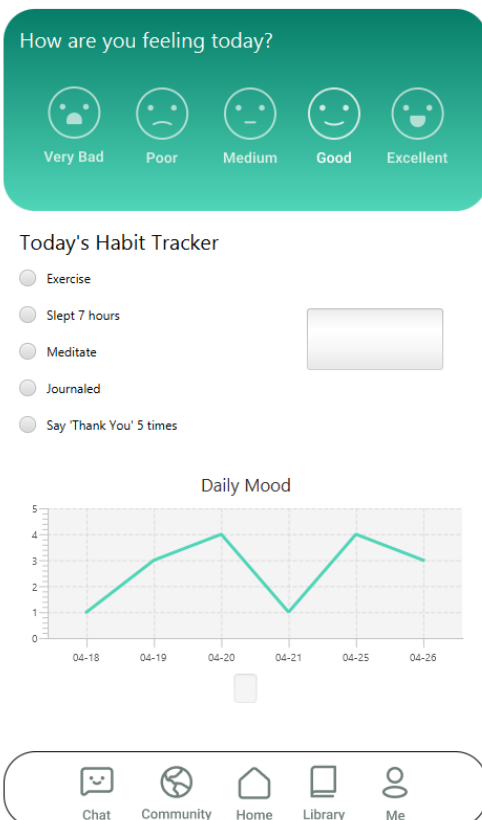 How are you feeling today?
Very Bad Poor Medium Good Excellent
Today's Habit Tracker
Exercise
Slept 7 hours
Meditate
Journaled
Say 'Thank You' 5 times
Daily Mood
5
4
3
2
1
0
04-18 04-19 04-20 04-21 04-25 04-26
Chat Community Home Library Me